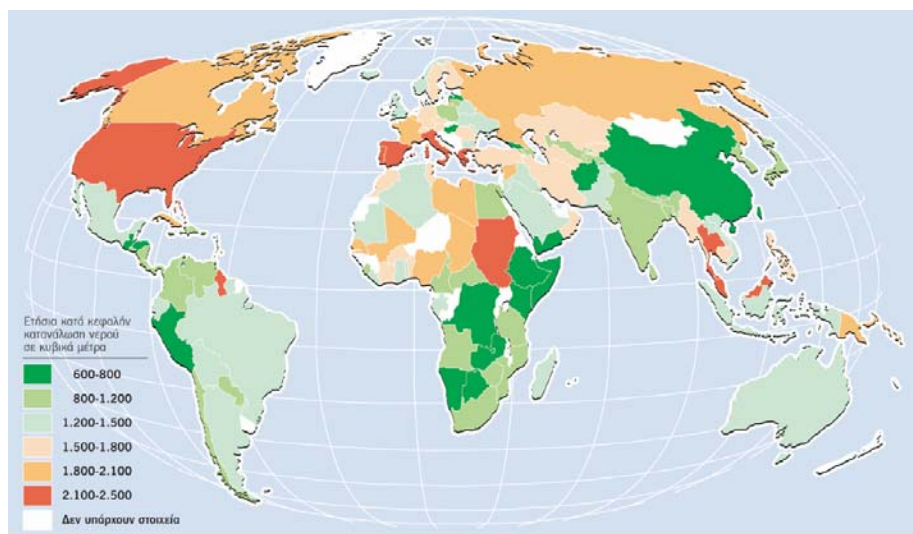 Ετήσια κατά κεφαλήν
κατανάλωση νερού
σε κυβικά μέτρα
600-800
800-1.200
1.200-1.500
1.500-1.800
1.800-2.100
2.100-2.500
Δεν υπάρχουν στοιχεία